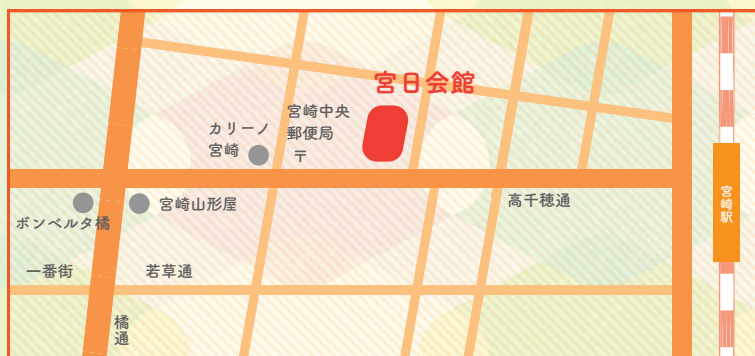 宮日会館
宮崎中央
郵便局
〒
カリーノ
宮崎
宮崎駅
高千穂通
宮崎山形屋
ボンベルタ橘
一番街
若草通
橘通